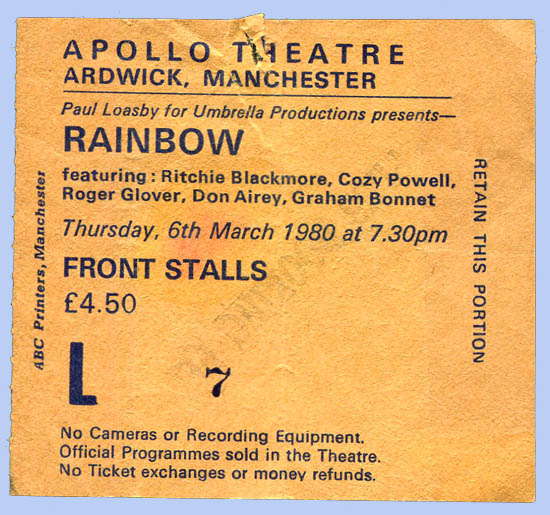 APOLLO THEATRE
ARDWICK, MANCHESTER
Paul Loasby for Umbrella Productions presents—
RAINBOW
featuring: Ritchie Blackmore, Cozy Powell,
Roger Glover, Don Airey, Graham Bonnet
Thursday, 6th March 1980 at 7.30pm
FRONT STALLS
£4.50
L 7
No Cameras or Recording Equipment.
Official Programmes sold in the Theatre.
No Ticket exchanges or money refunds.
ABC Printers, Manchester
RETAIN THIS PORTION